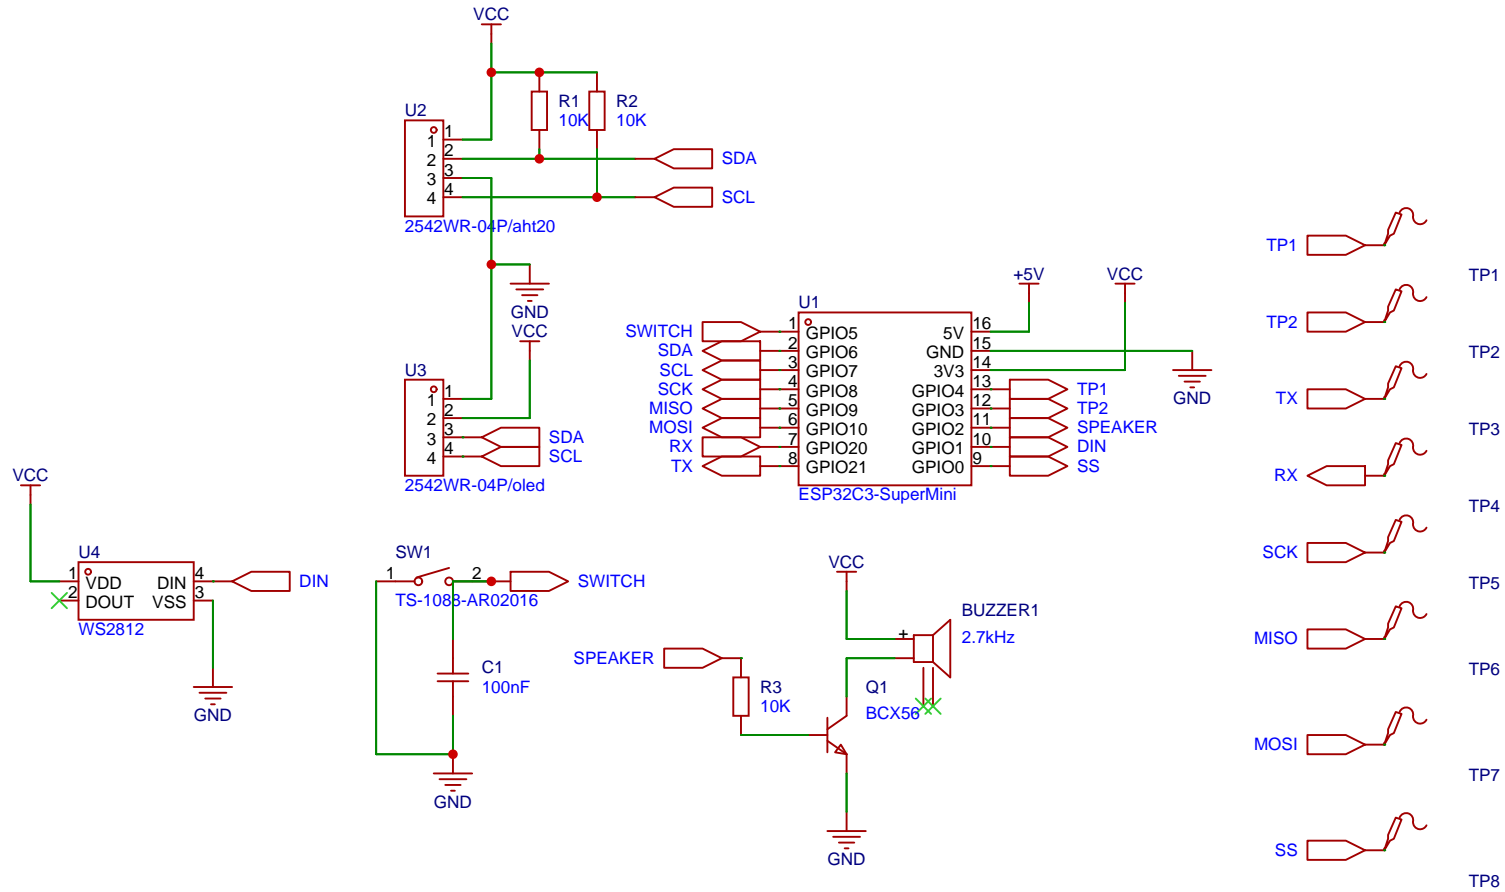 VCC
U2
1
1
2
2
3
3
4
4
2542WR-04P/aht20
R1
10K
R2
10K
SDA
SCL
GND
VCC
U3
1
1
2
2
3
3
4
4
2542WR-04P/oled
SDA
SCL
U1
SWITCH
SDA
SCL
SCK
MISO
MOSI
RX
TX
1
2
3
4
5
6
7
8
GPIO5
GPIO6
GPIO7
GPIO8
GPIO9
GPIO10
GPIO20
GPIO21
5V
GND
3V3
GPIO4
GPIO3
GPIO2
GPIO1
GPIO0
16
15
14
13
12
11
10
9
TP1
TP2
SPEAKER
DIN
SS
ESP32C3-SuperMini
+5V
VCC
GND
VCC
U4
1
2
VDD
DOUT
DIN
VSS
4
3
WS2812
DIN
GND
SW1
1
2
TS-1088-AR02016
SWITCH
C1
100nF
GND
VCC
BUZZER1
2.7kHz
+
SPEAKER
R3
10K
Q1
BCX56
GND
TP1
TP1
TP2
TP2
TX
TP3
RX
TP4
SCK
TP5
MISO
TP6
MOSI
TP7
SS
TP8